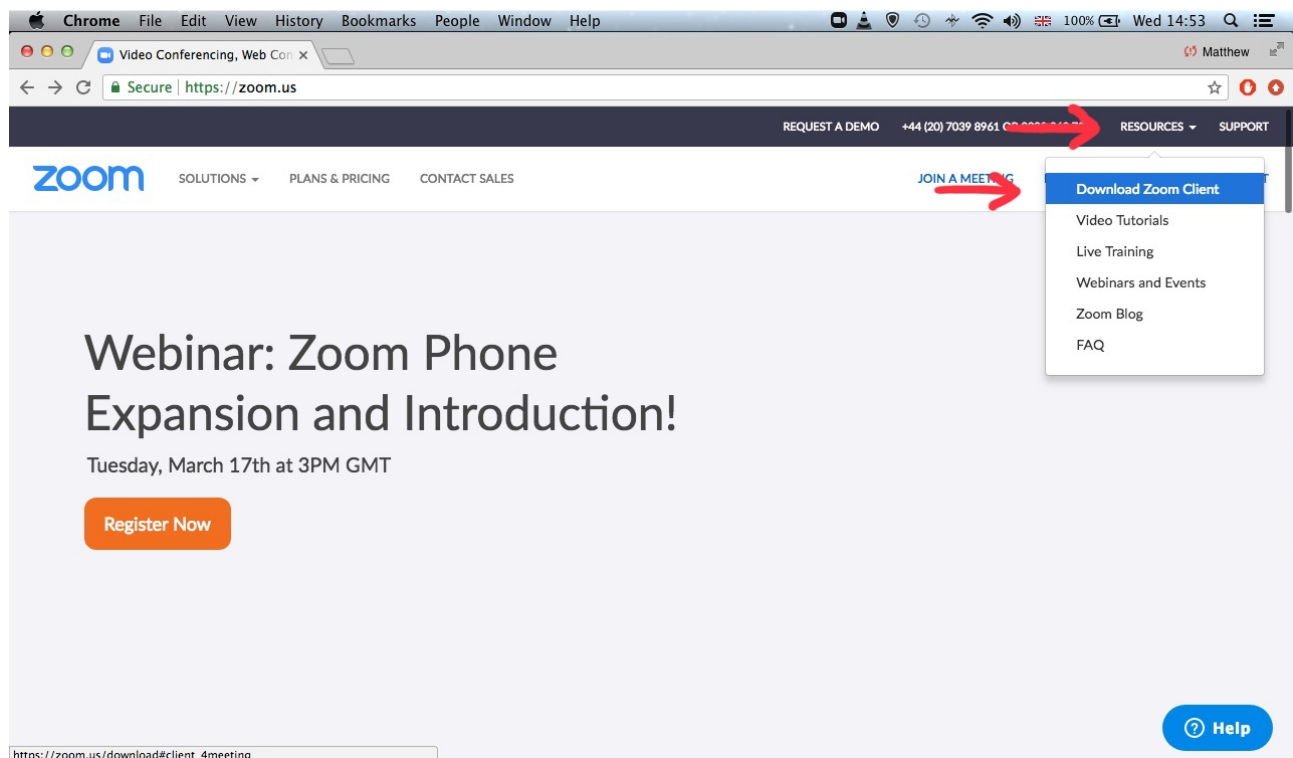 Chrome File Edit View History Bookmarks People Window Help 100% Wed 14:53
Video Conferencing, Web Con Matthew
Secure https://zoom.us
REQUEST A DEMO +44 (20) 7039 8961 RESOURCES SUPPORT
zoom SOLUTIONS PLANS & PRICING CONTACT SALES JOIN A MEETING
Download Zoom Client
Video Tutorials
Live Training
Webinars and Events
Zoom Blog
FAQ
Webinar: Zoom Phone
Expansion and Introduction!
Tuesday, March 17th at 3PM GMT
Register Now
? Help
https://zoom.us/download#client_4meeting